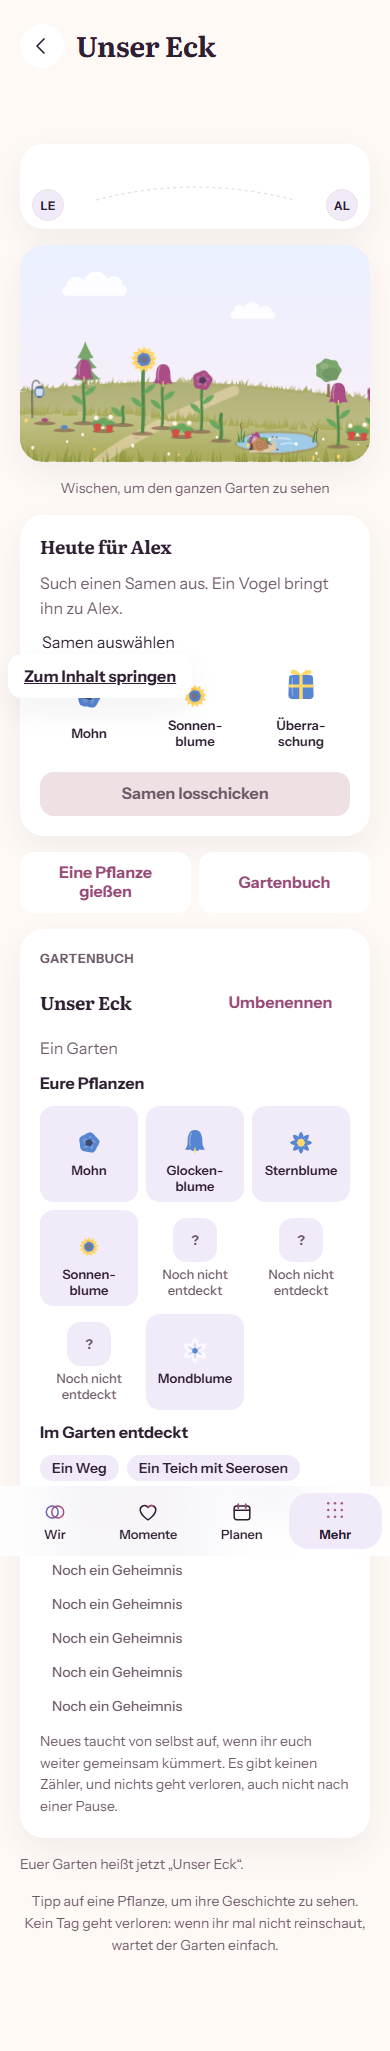 Unser Eck
LE
AL
Wischen, um den ganzen Garten zu sehen
Heute für Alex
Such einen Samen aus. Ein Vogel bringt
ihn zu Alex.
Samen auswählen
Zum Inhalt springen
Mohn
Sonnen-
blume
Überra-
schung
Samen losschicken
Eine Pflanze
gießen
Gartenbuch
GARTENBUCH
Unser Eck
Umbenennen
Ein Garten
Eure Pflanzen
Mohn
Glocken-
blume
Sternblume
Sonnen-
blume
?
Noch nicht
entdeckt
?
Noch nicht
entdeckt
?
Noch nicht
entdeckt
Mondblume
Im Garten entdeckt
Ein Weg
Ein Teich mit Seerosen
Wir
Momente
Planen
Mehr
Noch ein Geheimnis
Noch ein Geheimnis
Noch ein Geheimnis
Noch ein Geheimnis
Noch ein Geheimnis
Neues taucht von selbst auf, wenn ihr euch
weiter gemeinsam kümmert. Es gibt keinen
Zähler, und nichts geht verloren, auch nicht nach
einer Pause.
Euer Garten heißt jetzt „Unser Eck“.
Tipp auf eine Pflanze, um ihre Geschichte zu sehen.
Kein Tag geht verloren: wenn ihr mal nicht reinschaut,
wartet der Garten einfach.